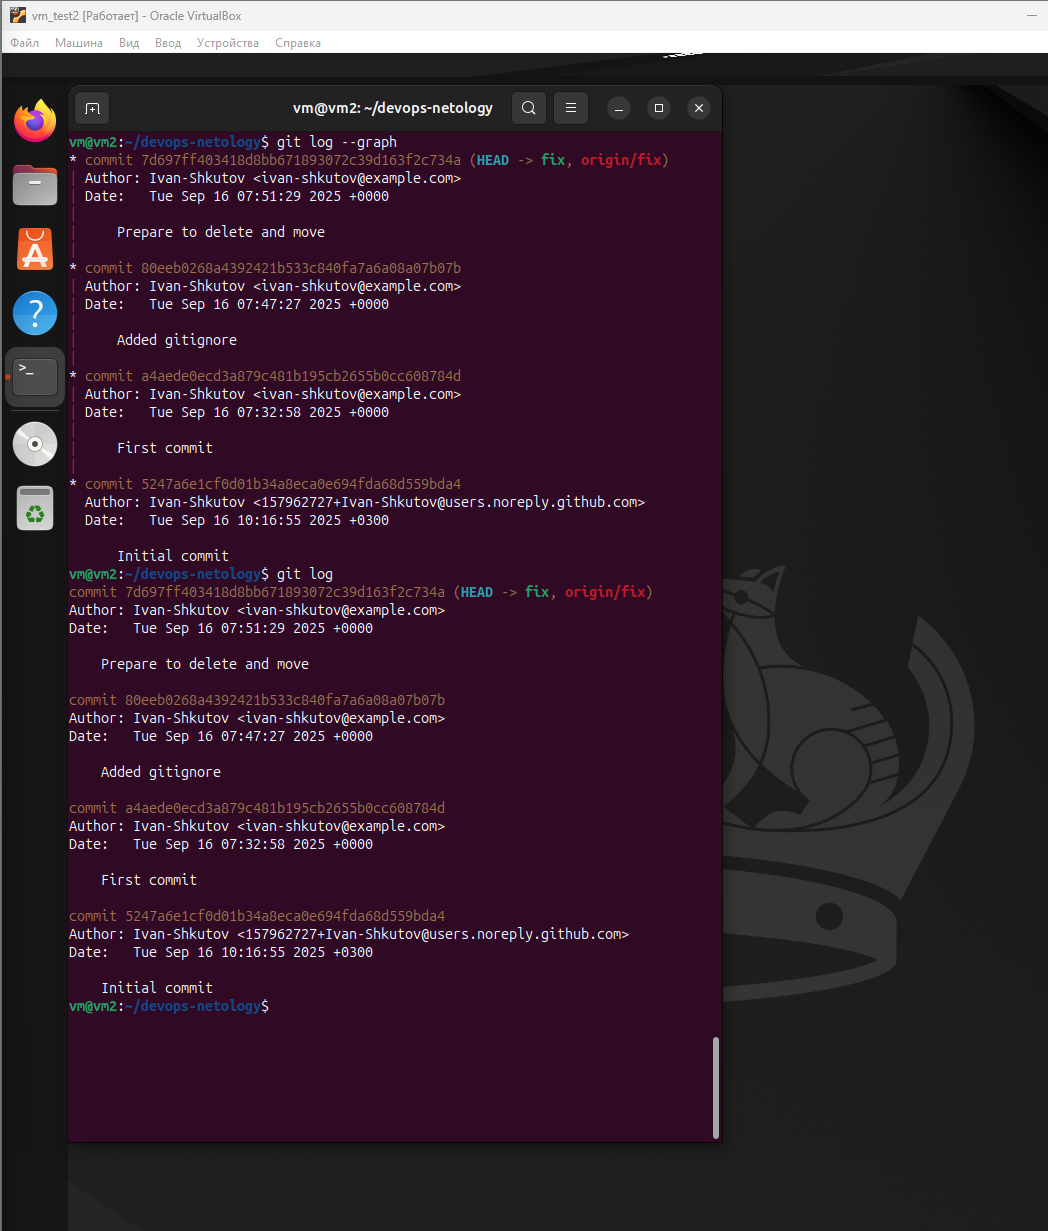 vm_test2 [Работает] - Oracle VirtualBox
Файл Машина Вид Ввод Устройства Справка
vm@vm2: ~/devops-netology
vm@vm2:~/devops-netology$ git log --graph
* commit 7d697ff403418d8bb671893072c39d163f2c734a (HEAD -> fix, origin/fix)
| Author: Ivan-Shkutov <ivan-shkutov@example.com>
| Date:   Tue Sep 16 07:51:29 2025 +0000
|
|     Prepare to delete and move
|
* commit 80eeb0268a4392421b533c840fa7a6a08a07b07b
| Author: Ivan-Shkutov <ivan-shkutov@example.com>
| Date:   Tue Sep 16 07:47:27 2025 +0000
|
|     Added gitignore
|
* commit a4aede0ecd3a879c481b195cb2655b0cc608784d
| Author: Ivan-Shkutov <ivan-shkutov@example.com>
| Date:   Tue Sep 16 07:32:58 2025 +0000
|
|     First commit
|
* commit 5247a6e1cf0d01b34a8eca0e694fda68d559bda4
  Author: Ivan-Shkutov <157962727+Ivan-Shkutov@users.noreply.github.com>
  Date:   Tue Sep 16 10:16:55 2025 +0300
      Initial commit
vm@vm2:~/devops-netology$ git log
commit 7d697ff403418d8bb671893072c39d163f2c734a (HEAD -> fix, origin/fix)
Author: Ivan-Shkutov <ivan-shkutov@example.com>
Date:   Tue Sep 16 07:51:29 2025 +0000
    Prepare to delete and move
commit 80eeb0268a4392421b533c840fa7a6a08a07b07b
Author: Ivan-Shkutov <ivan-shkutov@example.com>
Date:   Tue Sep 16 07:47:27 2025 +0000
    Added gitignore
commit a4aede0ecd3a879c481b195cb2655b0cc608784d
Author: Ivan-Shkutov <ivan-shkutov@example.com>
Date:   Tue Sep 16 07:32:58 2025 +0000
    First commit
commit 5247a6e1cf0d01b34a8eca0e694fda68d559bda4
Author: Ivan-Shkutov <157962727+Ivan-Shkutov@users.noreply.github.com>
Date:   Tue Sep 16 10:16:55 2025 +0300
    Initial commit
vm@vm2:~/devops-netology$